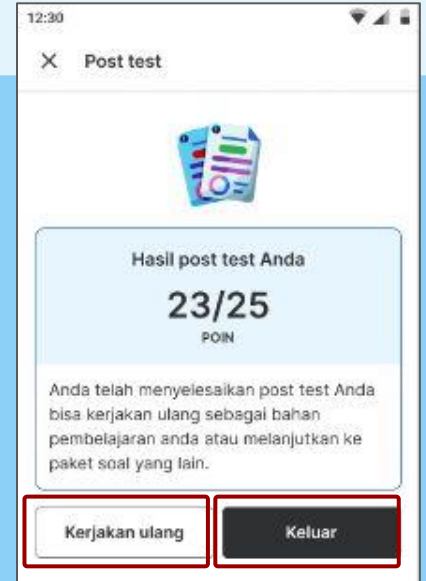 12:30
Post test
Hasil post test Anda
23/25
POIN
Anda telah menyelesaikan post test Anda
bisa kerjakan ulang sebagai bahan
pembelajaran anda atau melanjutkan ke
paket soal yang lain.
Kerjakan ulang
Keluar